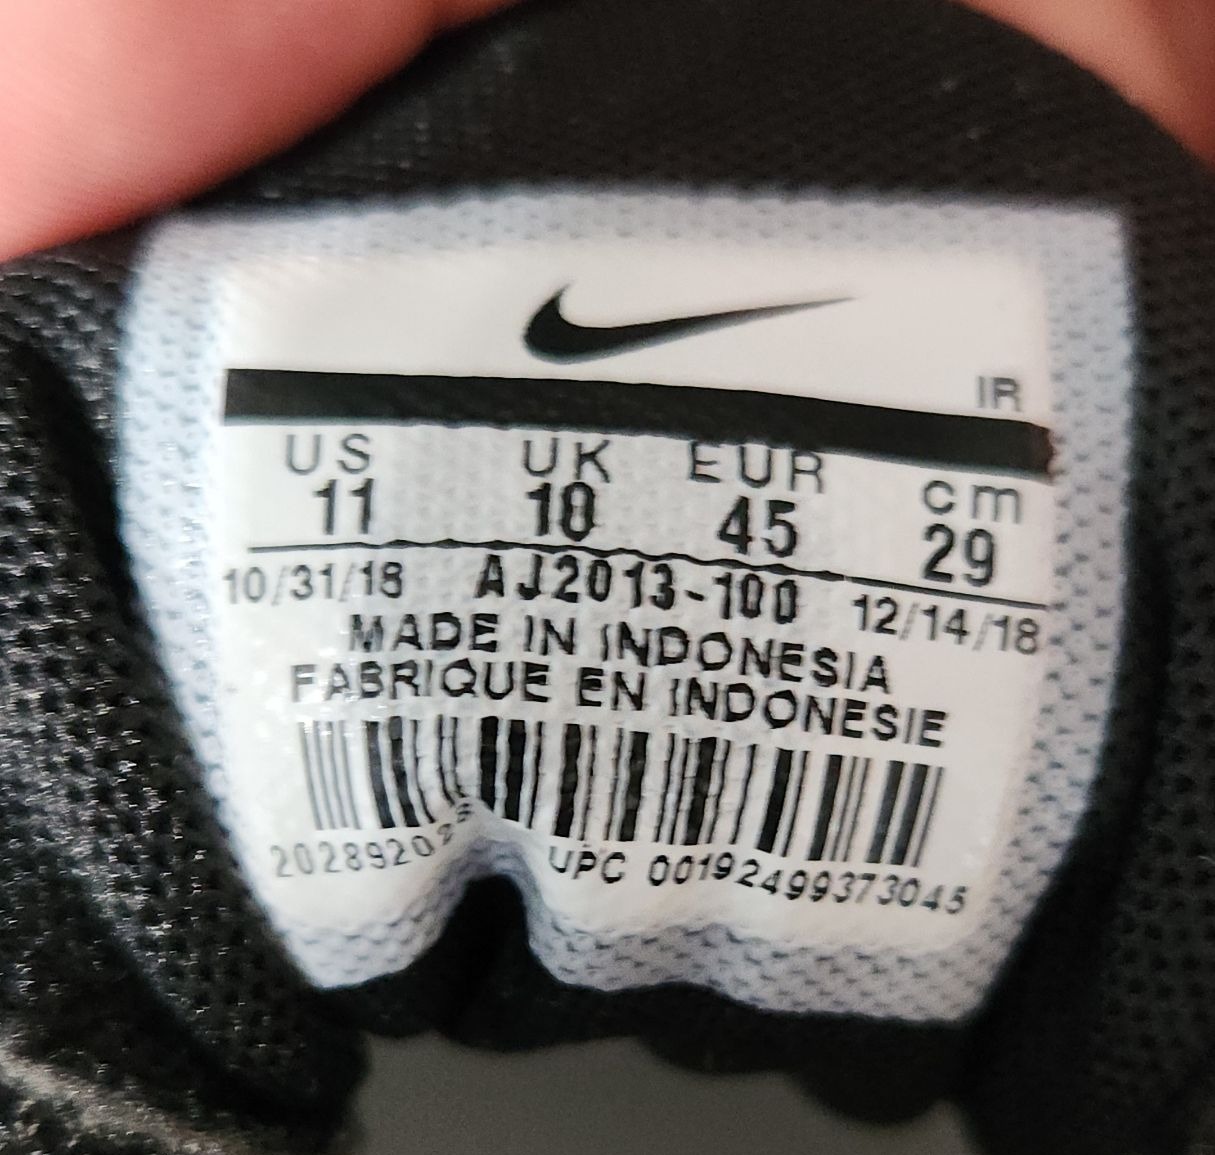 IR
US UK EUR cm
11 10 45 29
10/31/18 AJ2013-100 12/14/18
MADE IN INDONESIA
FABRIQUE EN INDONESIE
UPC 00192499373045